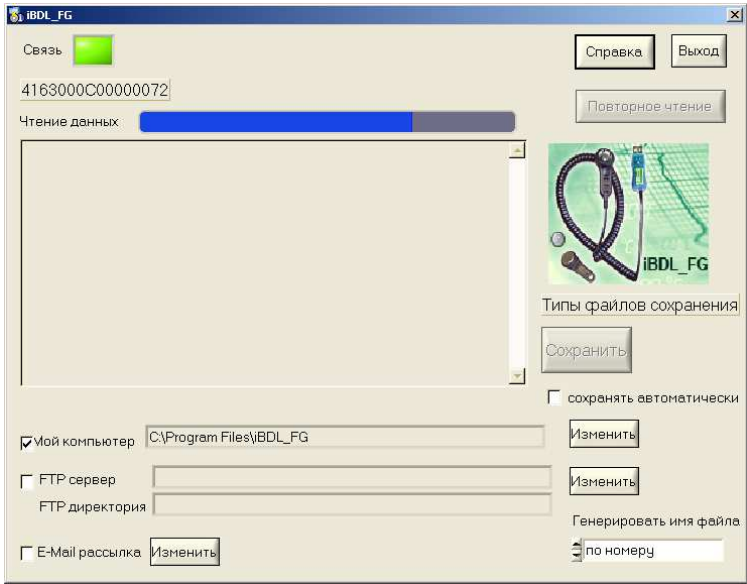 iBDL_FG
Связь
Справка
Выход
4163000C00000072
Повторное чтение
Чтение данных
iBDL_FG
Типы файлов сохранения
Сохранить
сохранять автоматически
Мой компьютер
C:\Program Files\iBDL_FG
Изменить
FTP сервер
Изменить
FTP директория
Генерировать имя файла
E-Mail рассылка
Изменить
по номеру